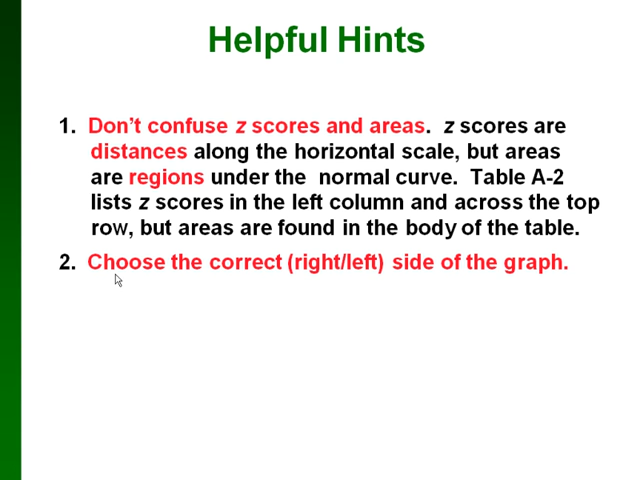 Helpful Hints
1. Don't confuse z scores and areas. z scores are
distances along the horizontal scale, but areas
are regions under the normal curve. Table A-2
lists z scores in the left column and across the top
row, but areas are found in the body of the table.
2. Choose the correct (right/left) side of the graph.